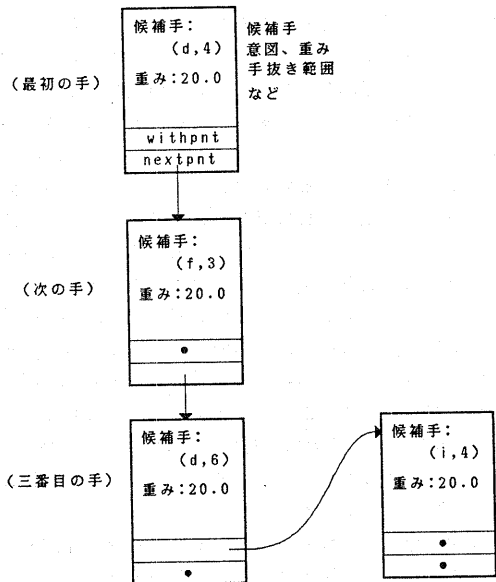 候補手：
(d,4)
重み:20.0
withpnt
nextpnt
候補手
意図、重み
手抜き範囲
など
（最初の手）
候補手：
(f,3)
重み:20.0
（次の手）
候補手：
(d,6)
重み:20.0
（三番目の手）
候補手：
(i,4)
重み:20.0